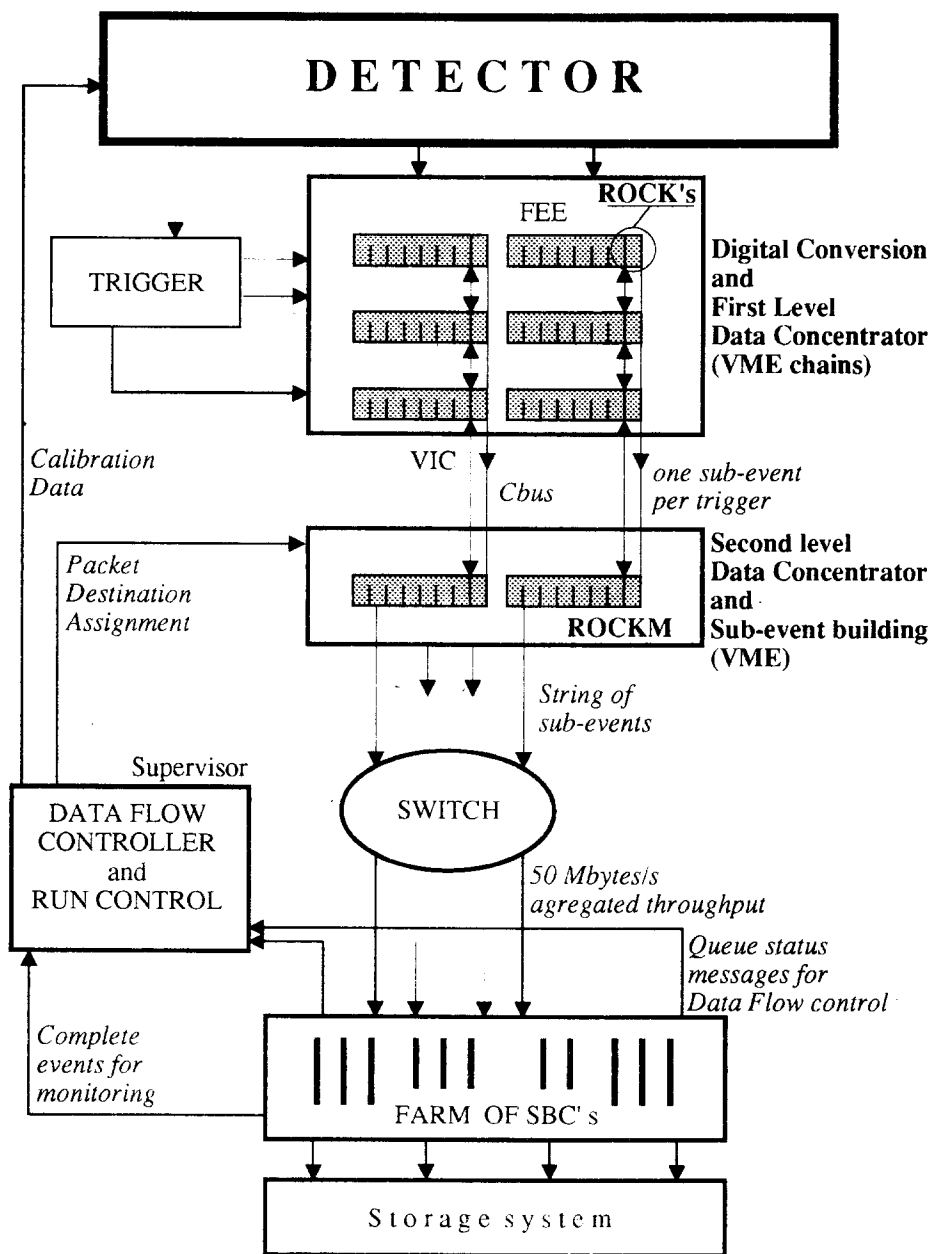 DETECTOR
ROCK's
FEE
TRIGGER
Digital Conversion
and
First Level
Data Concentrator
(VME chains)
Calibration
Data
VIC
Cbus
one sub-event
per trigger
Packet
Destination
Assignment
Second level
Data Concentrator
and
Sub-event building
(VME)
ROCKM
String of
sub-events
Supervisor
DATA FLOW
CONTROLLER
and
RUN CONTROL
SWITCH
50 Mbytes/s
agregated throughput
Queue status
messages for
Data Flow control
Complete
events for
monitoring
FARM OF SBC's
Storage system